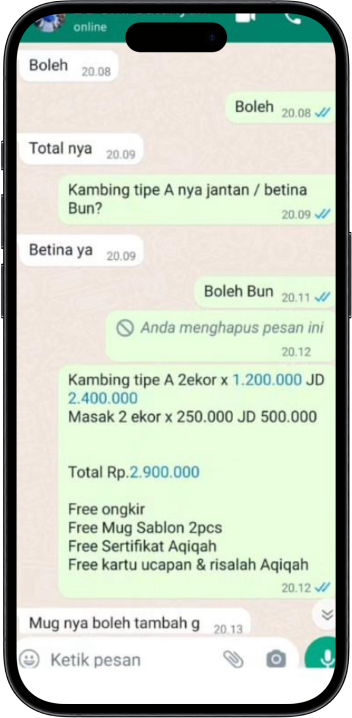 online
Boleh 20.08
Boleh 20.08
Total nya 20.09
Kambing tipe A nya jantan / betina
Bun?
20.09
Betina ya 20.09
Boleh Bun 20.11
Anda menghapus pesan ini
20.12
Kambing tipe A 2ekor x 1.200.000 JD
2.400.000
Masak 2 ekor x 250.000 JD 500.000
Total Rp.2.900.000
Free ongkir
Free Mug Sablon 2pcs
Free Sertifikat Aqiqah
Free kartu ucapan & risalah Aqiqah
20.12
Mug nya boleh tambah g 20.13
Ketik pesan